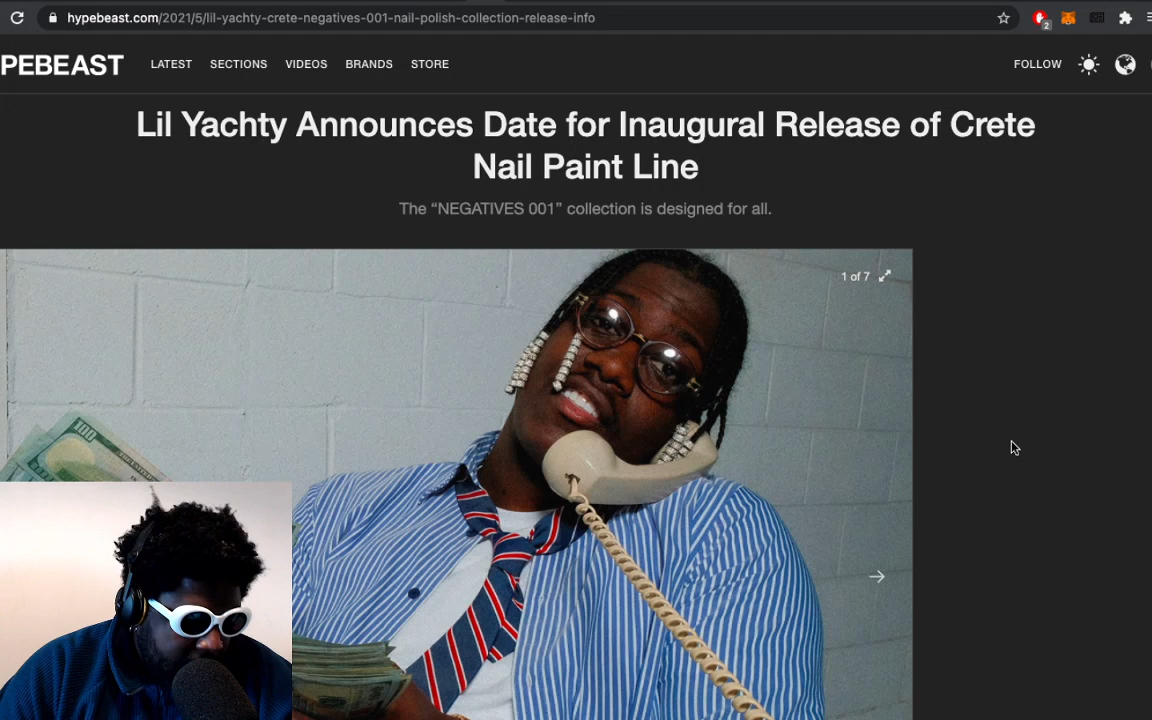 hypebeast.com/2021/5/lil-yachty-crete-negatives-001-nail-polish-collection-release-info
2
PEBEAST LATEST SECTIONS VIDEOS BRANDS STORE FOLLOW
Lil Yachty Announces Date for Inaugural Release of Crete
Nail Paint Line
The “NEGATIVES 001” collection is designed for all.
1 of 7
100